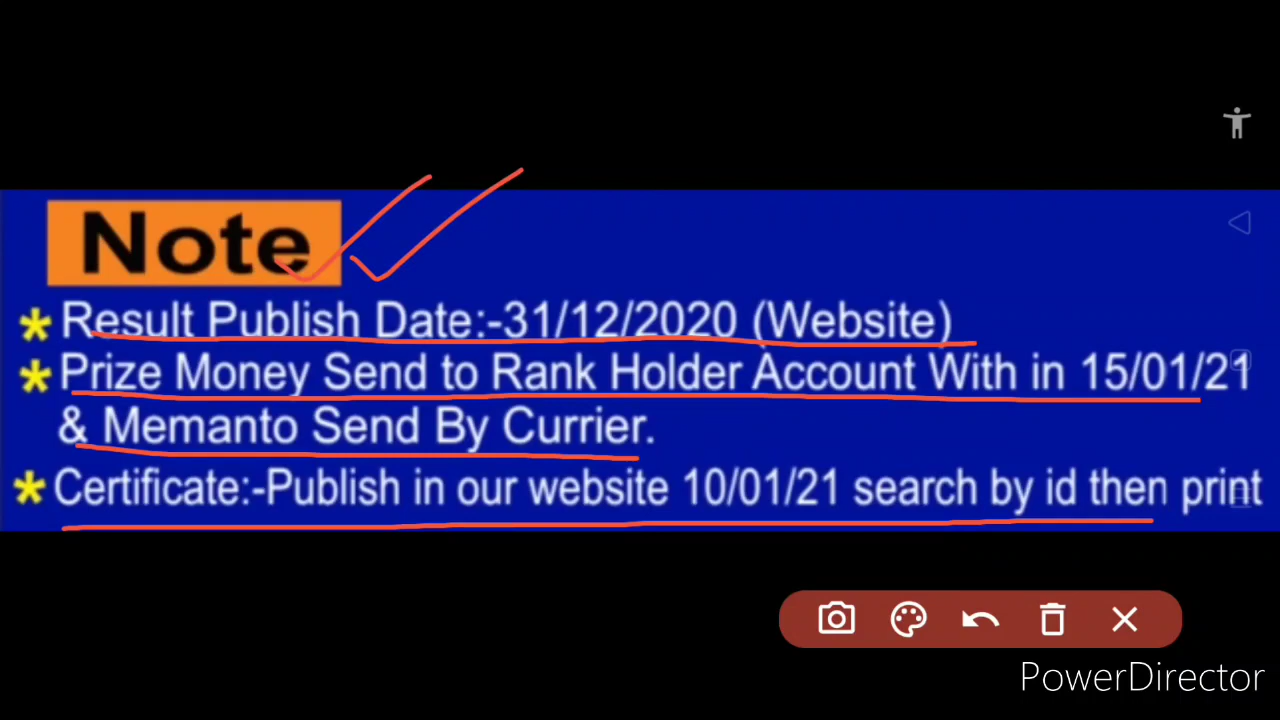 Note
* Result Publish Date:-31/12/2020 (Website)
* Prize Money Send to Rank Holder Account With in 15/01/21
& Memanto Send By Currier.
* Certificate:-Publish in our website 10/01/21 search by id then print
PowerDirector